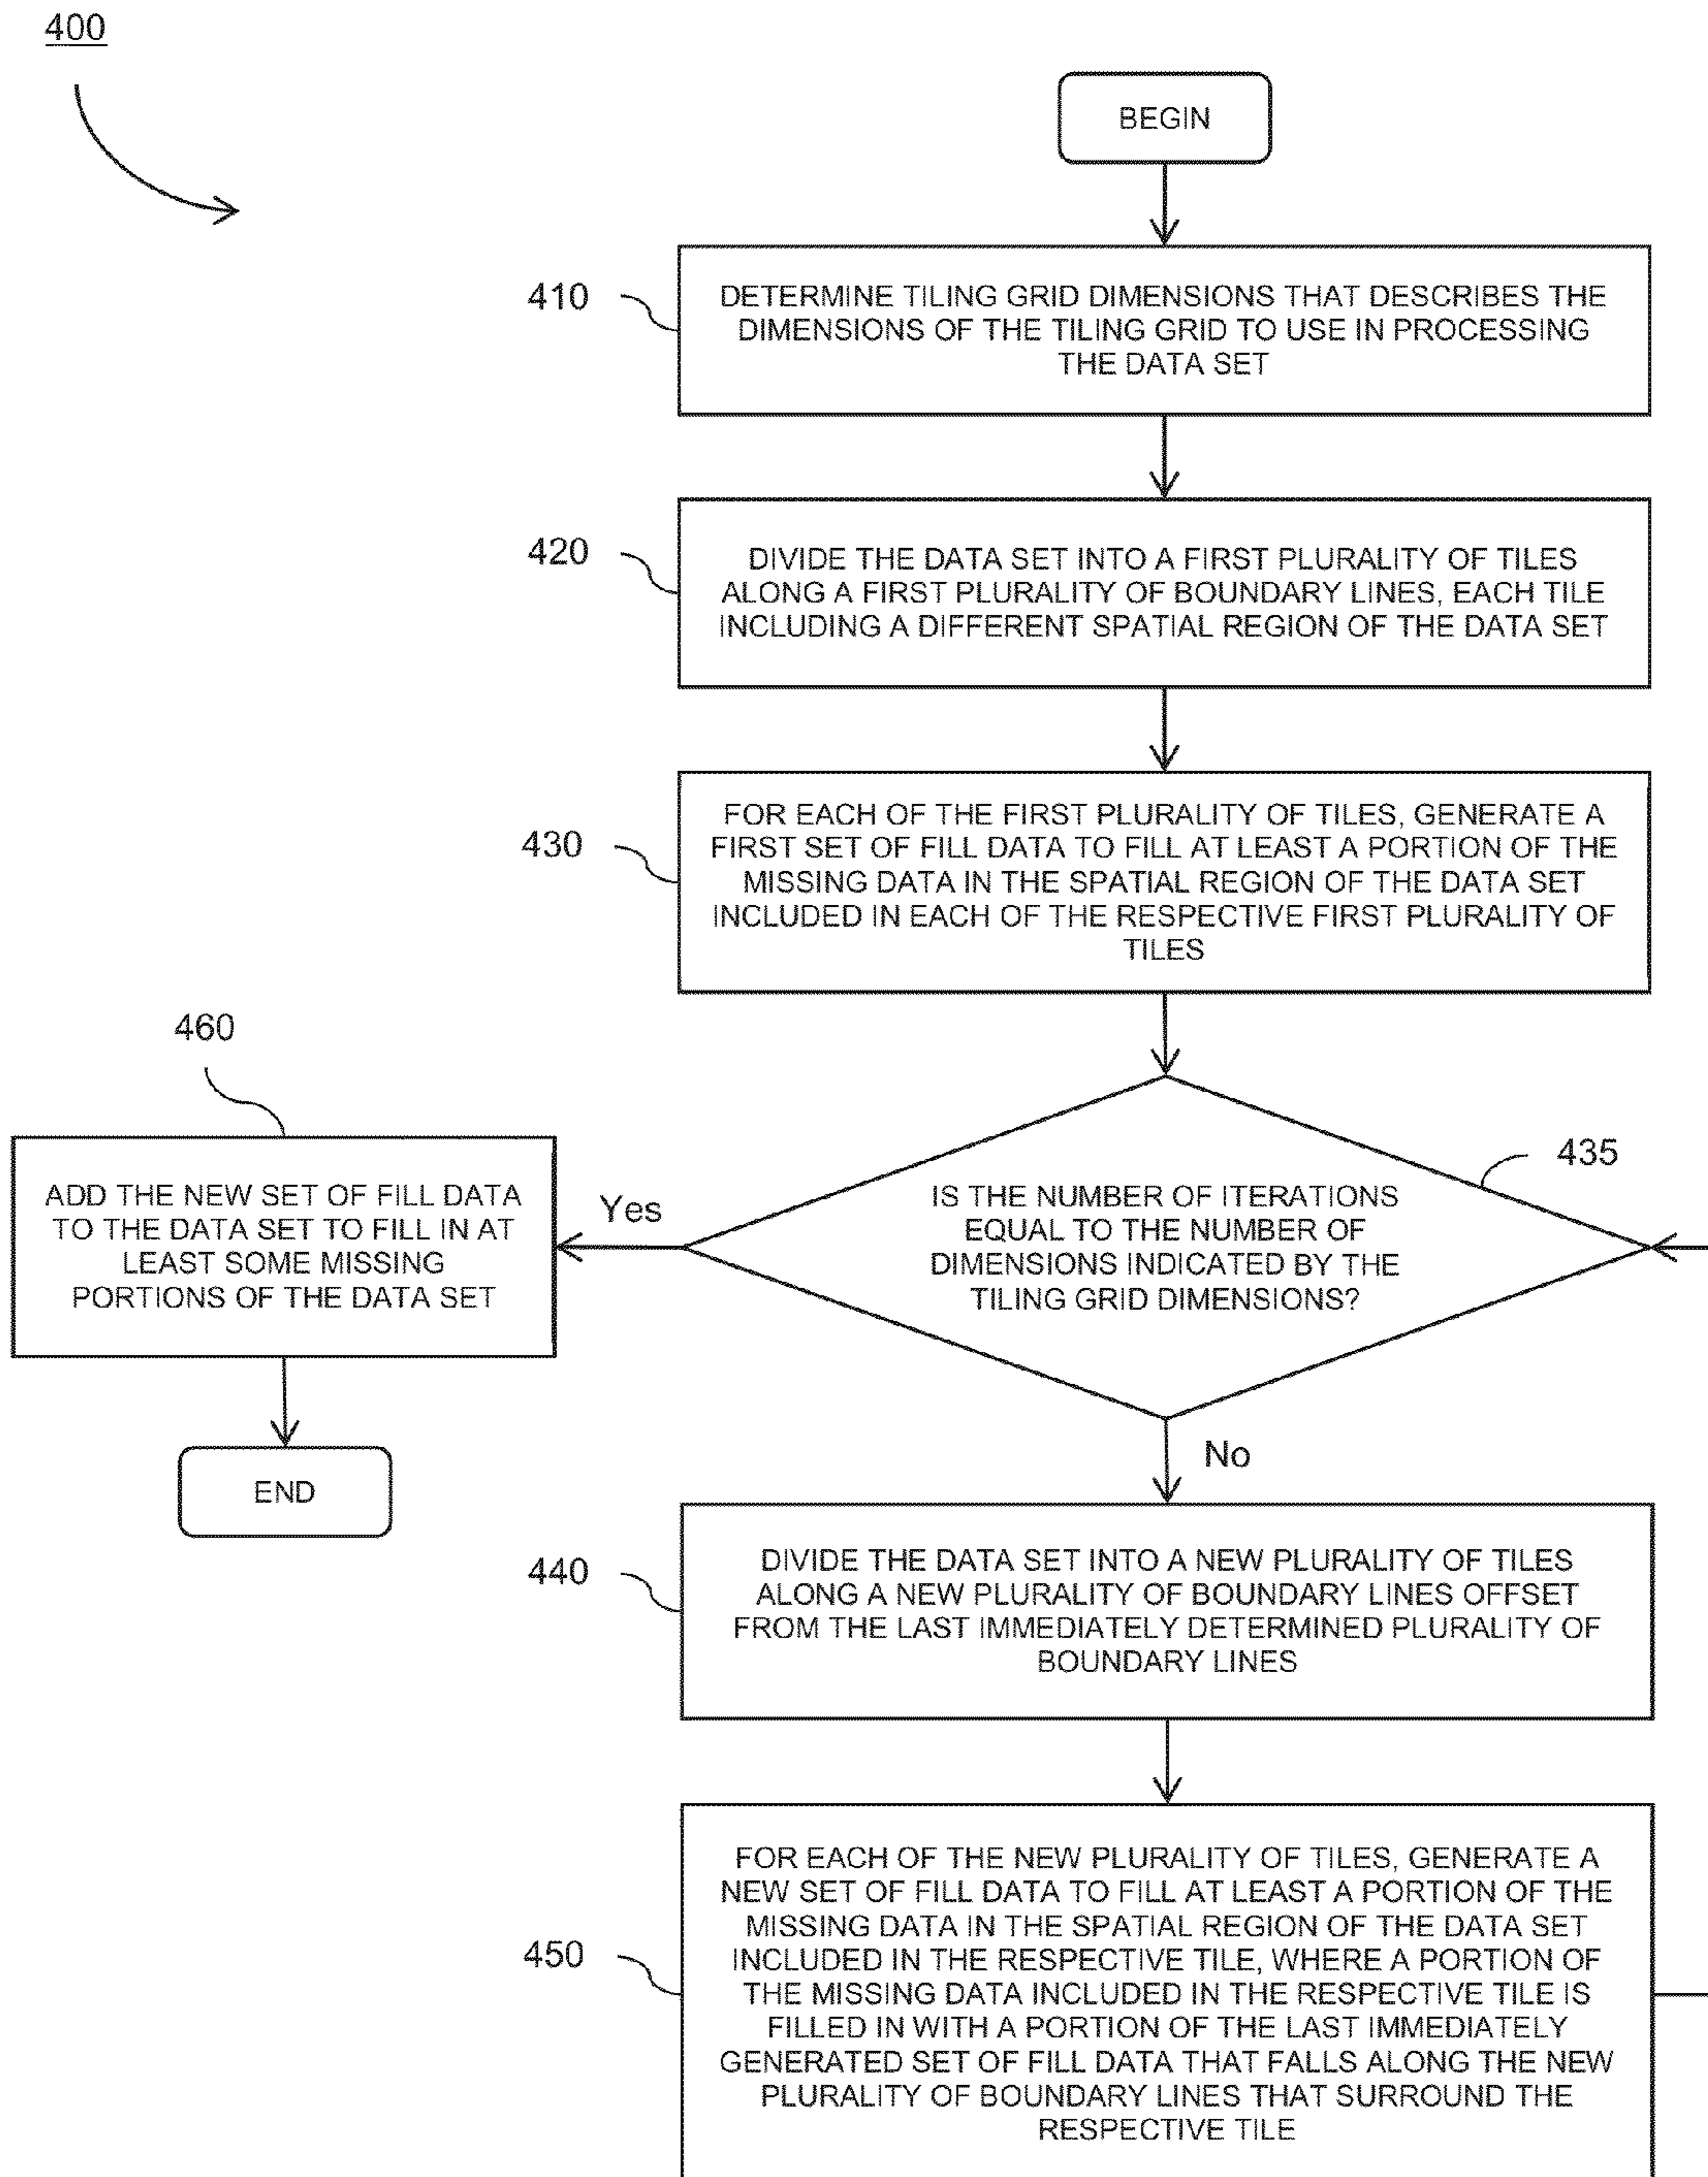 400
BEGIN
410
DETERMINE TILING GRID DIMENSIONS THAT DESCRIBES THE
DIMENSIONS OF THE TILING GRID TO USE IN PROCESSING
THE DATA SET
420
DIVIDE THE DATA SET INTO A FIRST PLURALITY OF TILES
ALONG A FIRST PLURALITY OF BOUNDARY LINES, EACH TILE
INCLUDING A DIFFERENT SPATIAL REGION OF THE DATA SET
430
FOR EACH OF THE FIRST PLURALITY OF TILES, GENERATE A
FIRST SET OF FILL DATA TO FILL AT LEAST A PORTION OF THE
MISSING DATA IN THE SPATIAL REGION OF THE DATA SET
INCLUDED IN EACH OF THE RESPECTIVE FIRST PLURALITY OF
TILES
435
IS THE NUMBER OF ITERATIONS
EQUAL TO THE NUMBER OF
DIMENSIONS INDICATED BY THE
TILING GRID DIMENSIONS?
Yes
460
ADD THE NEW SET OF FILL DATA
TO THE DATA SET TO FILL IN AT
LEAST SOME MISSING
PORTIONS OF THE DATA SET
END
No
440
DIVIDE THE DATA SET INTO A NEW PLURALITY OF TILES
ALONG A NEW PLURALITY OF BOUNDARY LINES OFFSET
FROM THE LAST IMMEDIATELY DETERMINED PLURALITY OF
BOUNDARY LINES
450
FOR EACH OF THE NEW PLURALITY OF TILES, GENERATE A
NEW SET OF FILL DATA TO FILL AT LEAST A PORTION OF THE
MISSING DATA IN THE SPATIAL REGION OF THE DATA SET
INCLUDED IN THE RESPECTIVE TILE, WHERE A PORTION OF
THE MISSING DATA INCLUDED IN THE RESPECTIVE TILE IS
FILLED IN WITH A PORTION OF THE LAST IMMEDIATELY
GENERATED SET OF FILL DATA THAT FALLS ALONG THE NEW
PLURALITY OF BOUNDARY LINES THAT SURROUND THE
RESPECTIVE TILE